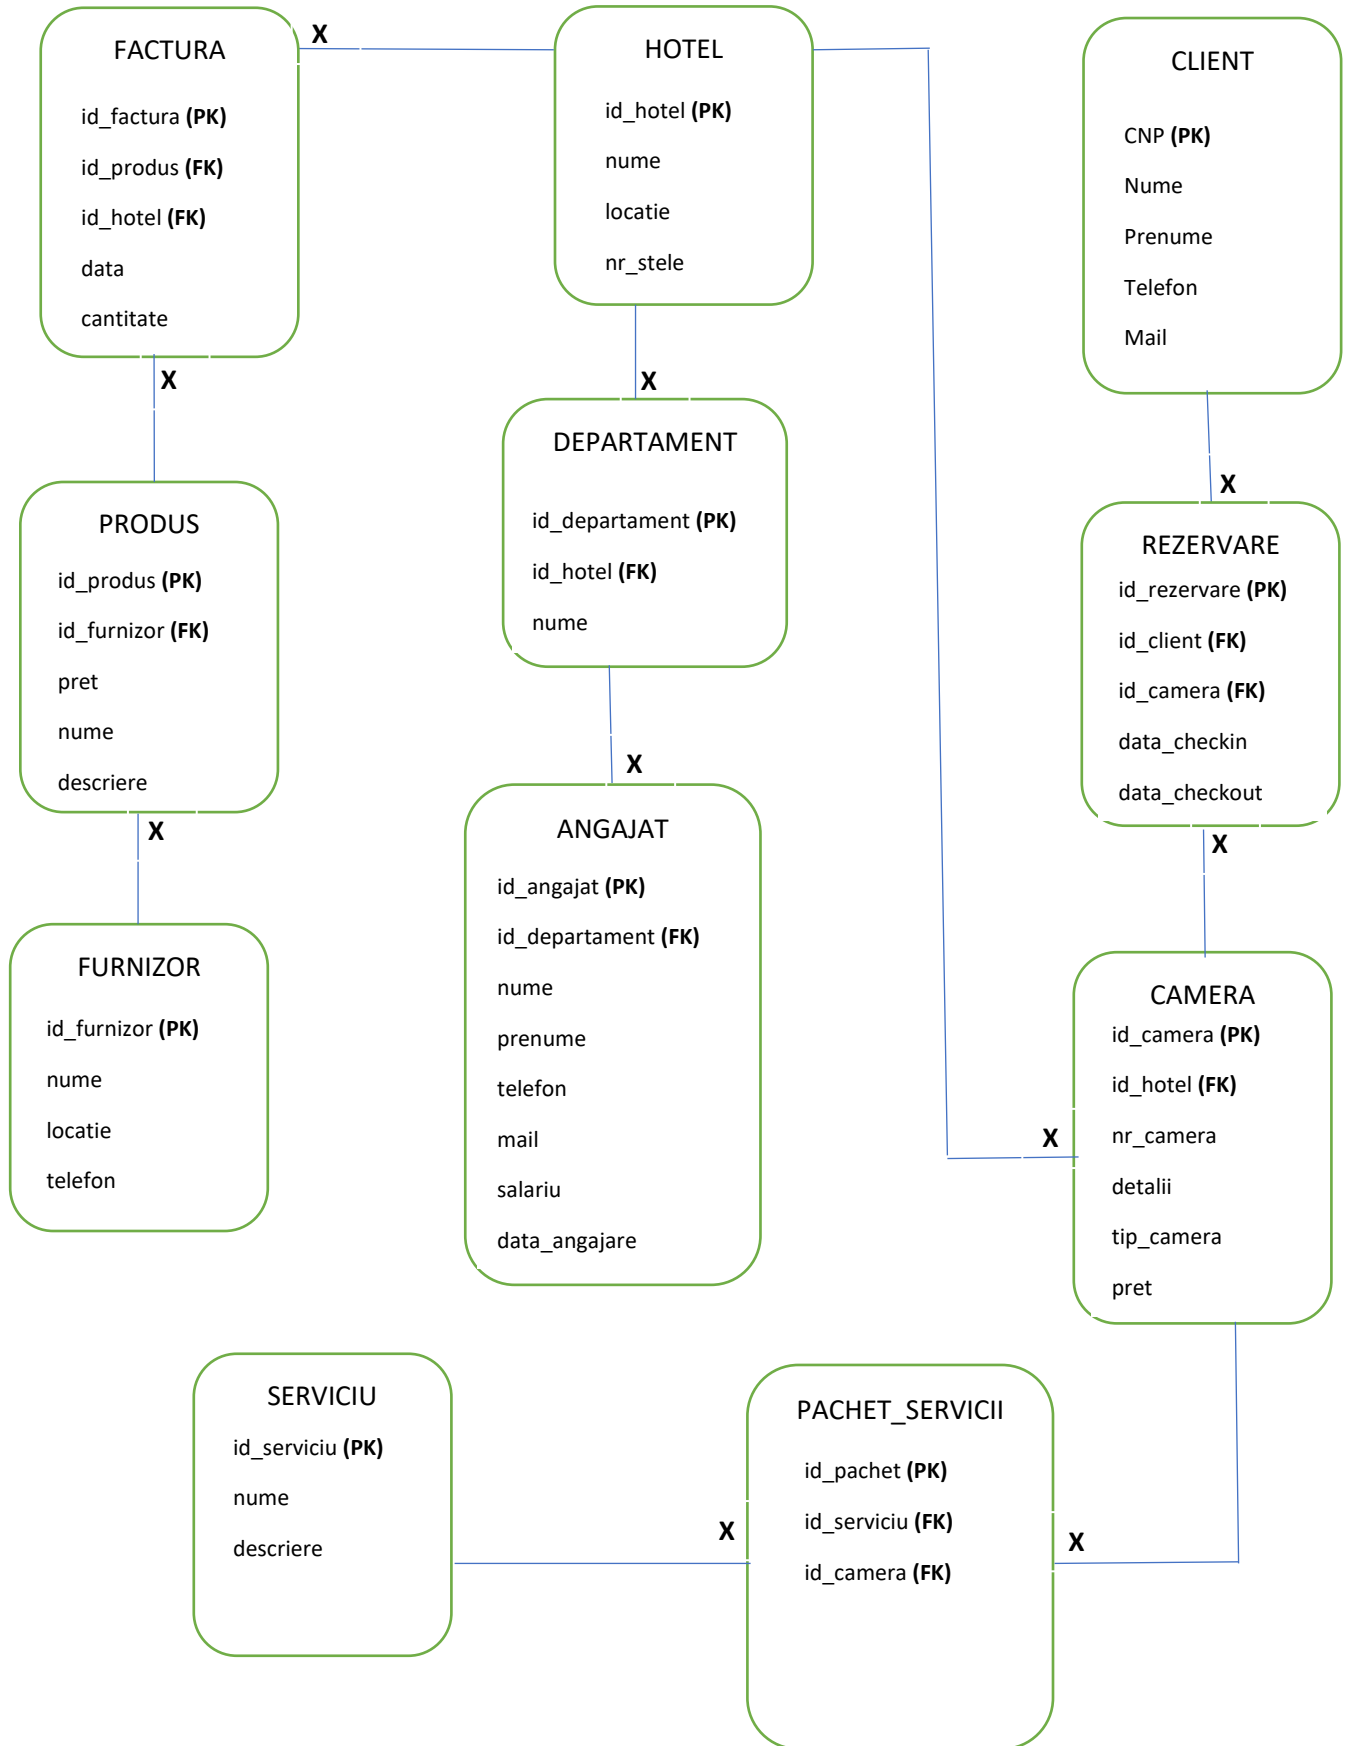 FACTURA
id_factura (PK)
id_produs (FK)
id_hotel (FK)
data
cantitate
X
X
HOTEL
id_hotel (PK)
nume
locatie
nr_stele
X
CLIENT
CNP (PK)
Nume
Prenume
Telefon
Mail
X
PRODUS
id_produs (PK)
id_furnizor (FK)
pret
nume
descriere
X
DEPARTAMENT
id_departament (PK)
id_hotel (FK)
nume
X
REZERVARE
id_rezervare (PK)
id_client (FK)
id_camera (FK)
data_checkin
data_checkout
X
FURNIZOR
id_furnizor (PK)
nume
locatie
telefon
ANGAJAT
id_angajat (PK)
id_departament (FK)
nume
prenume
telefon
mail
salariu
data_angajare
X
CAMERA
id_camera (PK)
id_hotel (FK)
nr_camera
detalii
tip_camera
pret
SERVICIU
id_serviciu (PK)
nume
descriere
X
PACHET_SERVICII
id_pachet (PK)
id_serviciu (FK)
id_camera (FK)
X